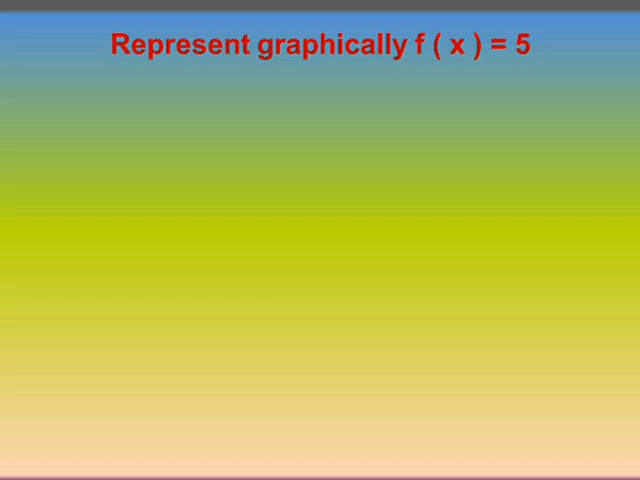 Represent graphically f ( x ) = 5